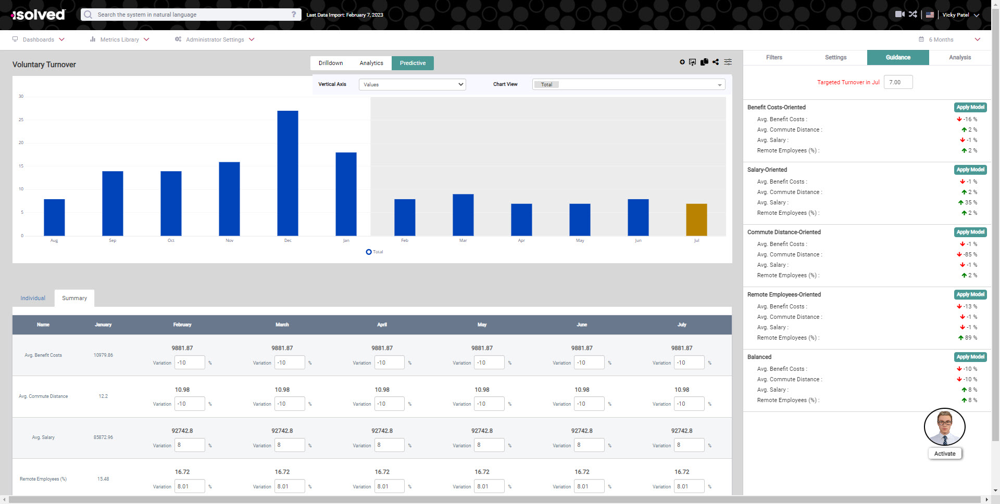 isolved
Search the system in natural language ?
Last Data Import: February 7, 2023
Vicky Patel
Dashboards Metrics Library Administrator Settings 6 Months
Voluntary Turnover
Drilldown Analytics Predictive
Vertical Axis Values Chart View Total
30
25
20
15
10
5
0
Aug Sep Oct Nov Dec Jan Feb Mar Apr May Jun Jul
Total
Individual Summary
Name January February March April May June July
9881.87 9881.87 9881.87 9881.87 9881.87 9881.87
Avg. Benefit Costs 10979.86 Variation -10 % Variation -10 % Variation -10 % Variation -10 % Variation -10 % Variation -10 %
10.98 10.98 10.98 10.98 10.98 10.98
Avg. Commute Distance 12.2 Variation -10 % Variation -10 % Variation -10 % Variation -10 % Variation -10 % Variation -10 %
92742.8 92742.8 92742.8 92742.8 92742.8 92742.8
Avg. Salary 85872.96 Variation 8 % Variation 8 % Variation 8 % Variation 8 % Variation 8 % Variation 8 %
16.72 16.72 16.72 16.72 16.72 16.72
Remote Employees (%) 15.48 Variation 8.01 % Variation 8.01 % Variation 8.01 % Variation 8.01 % Variation 8.01 % Variation 8.01 %
Filters Settings Guidance Analysis
Targeted Turnover in Jul 7.00
Benefit Costs-Oriented Apply Model
Avg. Benefit Costs : -16 %
Avg. Commute Distance : 2 %
Avg. Salary : -1 %
Remote Employees (%) : 2 %
Salary-Oriented Apply Model
Avg. Benefit Costs : -1 %
Avg. Commute Distance : 2 %
Avg. Salary : 35 %
Remote Employees (%) : 2 %
Commute Distance-Oriented Apply Model
Avg. Benefit Costs : -1 %
Avg. Commute Distance : -85 %
Avg. Salary : -1 %
Remote Employees (%) : 2 %
Remote Employees-Oriented Apply Model
Avg. Benefit Costs : -13 %
Avg. Commute Distance : -1 %
Avg. Salary : -1 %
Remote Employees (%) : 89 %
Balanced Apply Model
Avg. Benefit Costs : -10 %
Avg. Commute Distance : -10 %
Avg. Salary : 8 %
Remote Employees (%) : 8 %
Activate